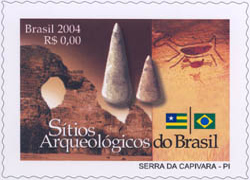 Brasil 2004
R$ 0,00
Sítios
Arqueológicos do Brasil
SERRA DA CAPIVARA - PI